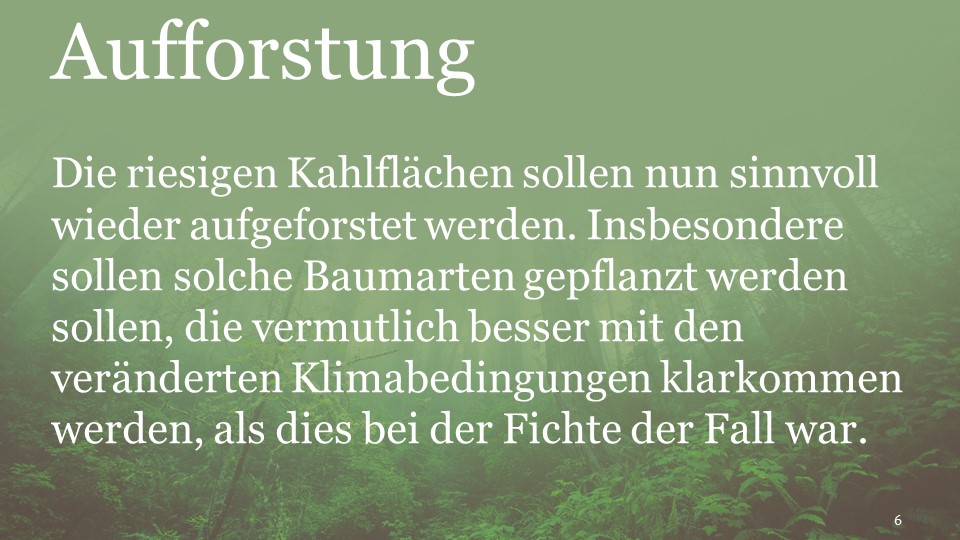 Aufforstung
Die riesigen Kahlflächen sollen nun sinnvoll
wieder aufgeforstet werden. Insbesondere
sollen solche Baumarten gepflanzt werden
sollen, die vermutlich besser mit den
veränderten Klimabedingungen klarkommen
werden, als dies bei der Fichte der Fall war.
6